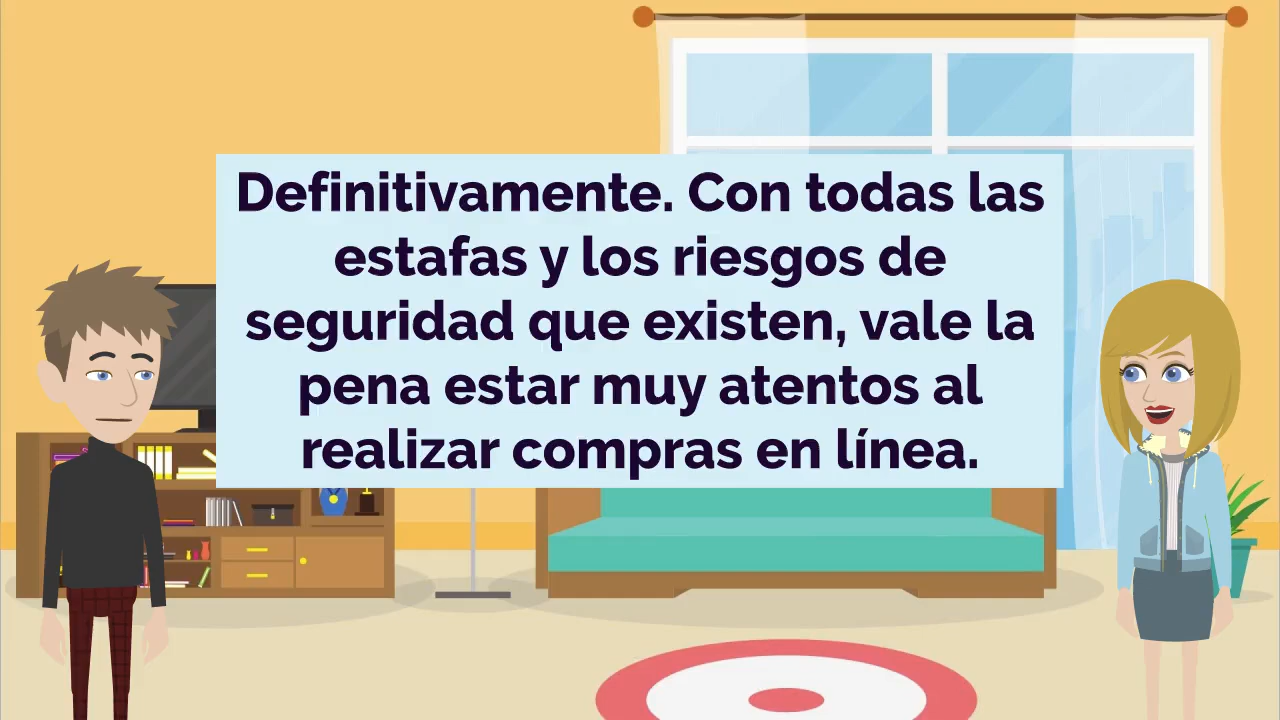 Definitivamente. Con todas las
estafas y los riesgos de
seguridad que existen, vale la
pena estar muy atentos al
realizar compras en línea.